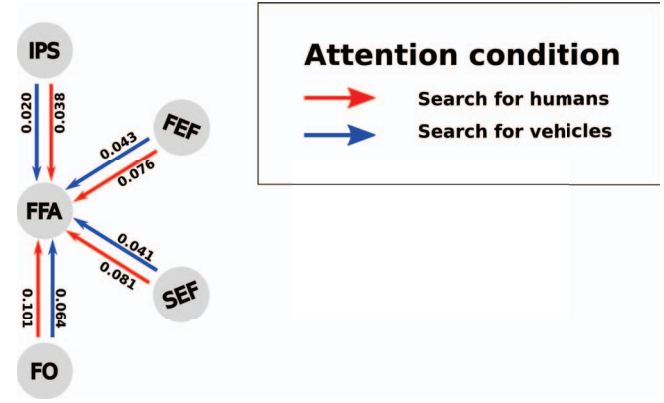 IPS
0.020
0.038
FEF
0.043
0.076
FFA
0.041
0.081
SEF
0.101
0.064
FO
Attention condition
Search for humans
Search for vehicles